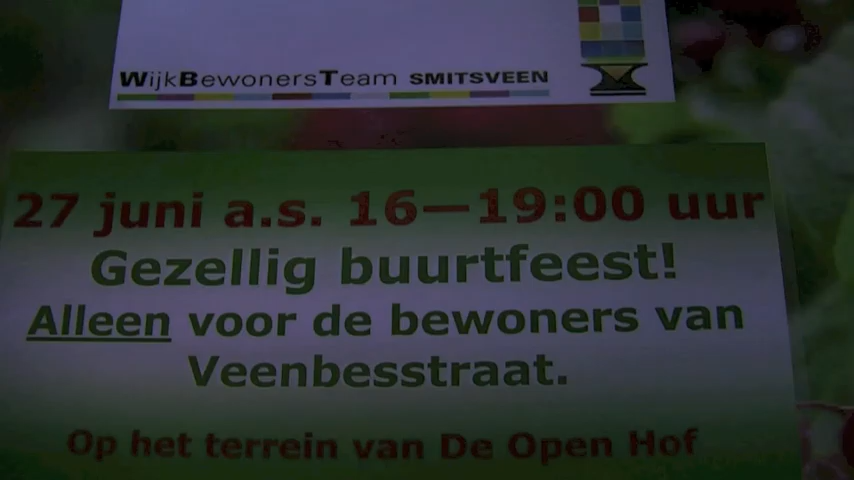 WijkBewonersTeam SMITSVEEN
27 juni a.s. 16—19:00 uur
Gezellig buurtfeest!
Alleen voor de bewoners van
Veenbesstraat.
Op het terrein van De Open Hof